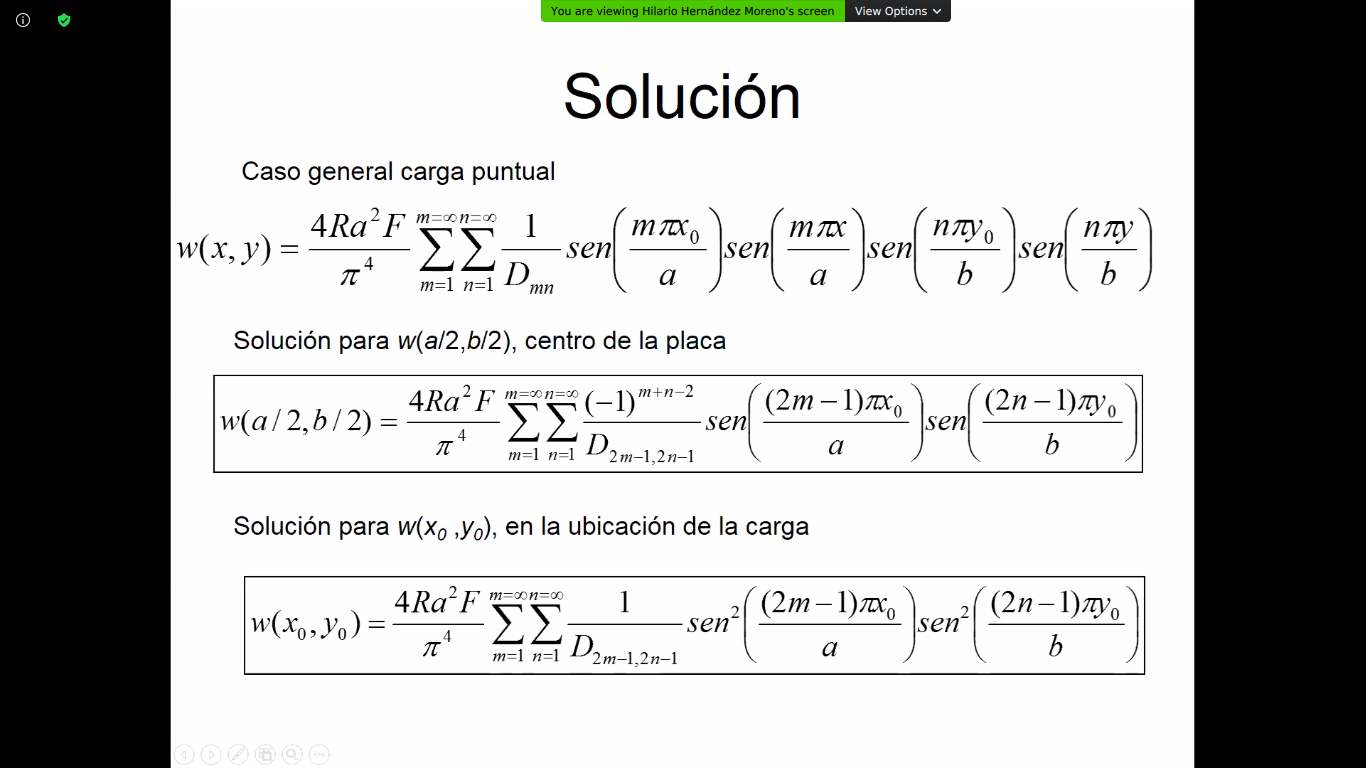 You are viewing Hilario Hernández Moreno's screen View Options
Solución
Caso general carga puntual
w(x, y) = \frac{4Ra^2F}{\pi^4} \sum_{m=1}^{m=\infty} \sum_{n=1}^{n=\infty} \frac{1}{D_{mn}} sen\left(\frac{m\pi x_0}{a}\right) sen\left(\frac{m\pi x}{a}\right) sen\left(\frac{n\pi y_0}{b}\right) sen\left(\frac{n\pi y}{b}\right)
Solución para w(a/2,b/2), centro de la placa
w(a/2, b/2) = \frac{4Ra^2F}{\pi^4} \sum_{m=1}^{m=\infty} \sum_{n=1}^{n=\infty} \frac{(-1)^{m+n-2}}{D_{2m-1,2n-1}} sen\left(\frac{(2m-1)\pi x_0}{a}\right) sen\left(\frac{(2n-1)\pi y_0}{b}\right)
Solución para w(x_0 ,y_0), en la ubicación de la carga
w(x_0, y_0) = \frac{4Ra^2F}{\pi^4} \sum_{m=1}^{m=\infty} \sum_{n=1}^{n=\infty} \frac{1}{D_{2m-1,2n-1}} sen^2\left(\frac{(2m-1)\pi x_0}{a}\right) sen^2\left(\frac{(2n-1)\pi y_0}{b}\right)